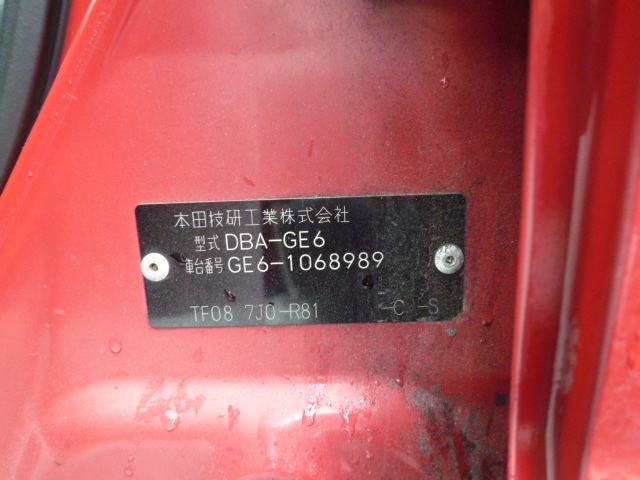 本田技研工業株式会社
型式 DBA-GE6
車台番号 GE6-1068989
TF08 7J0-R81 -C -S